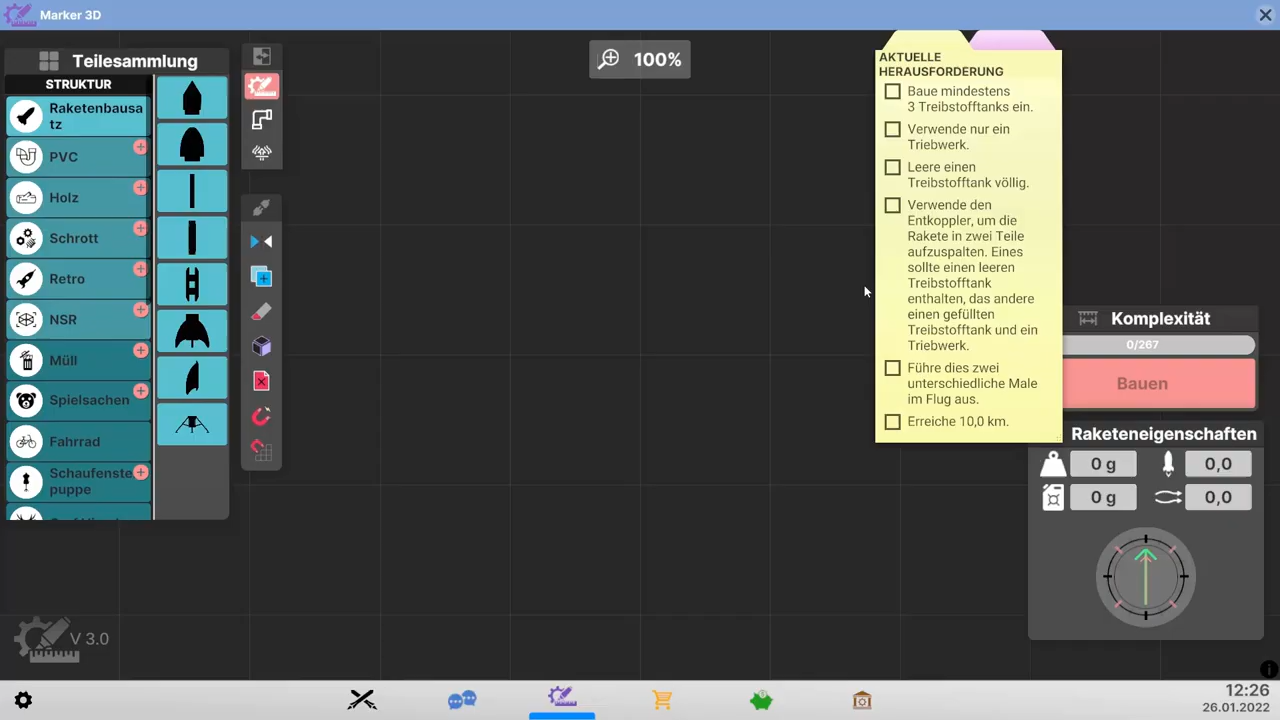 Marker 3D
Teilesammlung
STRUKTUR
Raketenbausa
tz
PVC
Holz
Schrott
Retro
NSR
Müll
Spielsachen
Fahrrad
Schaufenste
puppe
100%
AKTUELLE
HERAUSFORDERUNG
Baue mindestens
3 Treibstofftanks ein.
Verwende nur ein
Triebwerk.
Leere einen
Treibstofftank völlig.
Verwende den
Entkoppler, um die
Rakete in zwei Teile
aufzuspalten. Eines
sollte einen leeren
Treibstofftank
enthalten, das andere
einen gefüllten
Treibstofftank und ein
Triebwerk.
Führe dies zwei
unterschiedliche Male
im Flug aus.
Erreiche 10,0 km.
Komplexität
0/267
Bauen
Raketeneigenschaften
0 g 0,0
0 g 0,0
V 3.0
12:26
26.01.2022